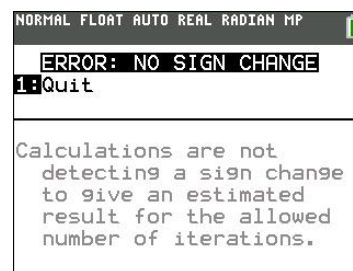 NORMAL FLOAT AUTO REAL RADIAN MP
ERROR: NO SIGN CHANGE
1:Quit
Calculations are not
detecting a sign change
to give an estimated
result for the allowed
number of iterations.